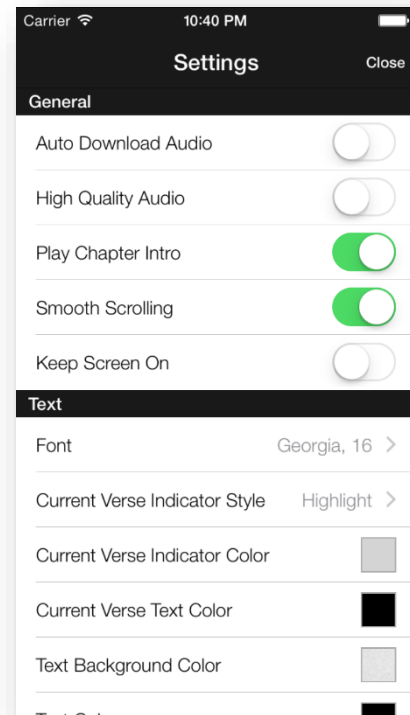 Carrier 10:40 PM
Settings Close
General
Auto Download Audio
High Quality Audio
Play Chapter Intro
Smooth Scrolling
Keep Screen On
Text
Font Georgia, 16 >
Current Verse Indicator Style Highlight >
Current Verse Indicator Color
Current Verse Text Color
Text Background Color